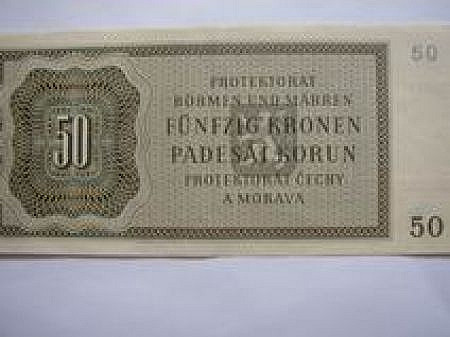 50
PROTEKTORAT
BÖHMEN UND MÄHREN
FÜNFZIG KRONEN
PADESÁT KORUN
PROTEKTORÁT ČECHY
A MORAVA
50
50